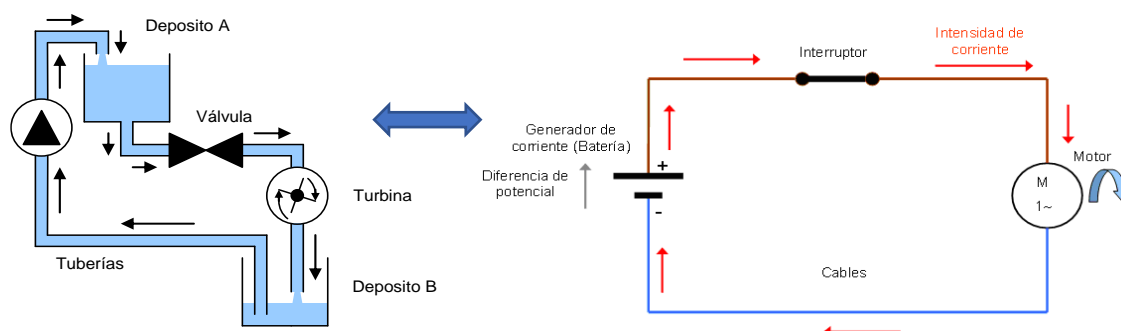 Deposito A
Válvula
Turbina
Tuberías
Deposito B
Intensidad de
corriente
Interruptor
Generador de
corriente (Batería)
Diferencia de
potencial
+
-
Motor
M
1~
Cables